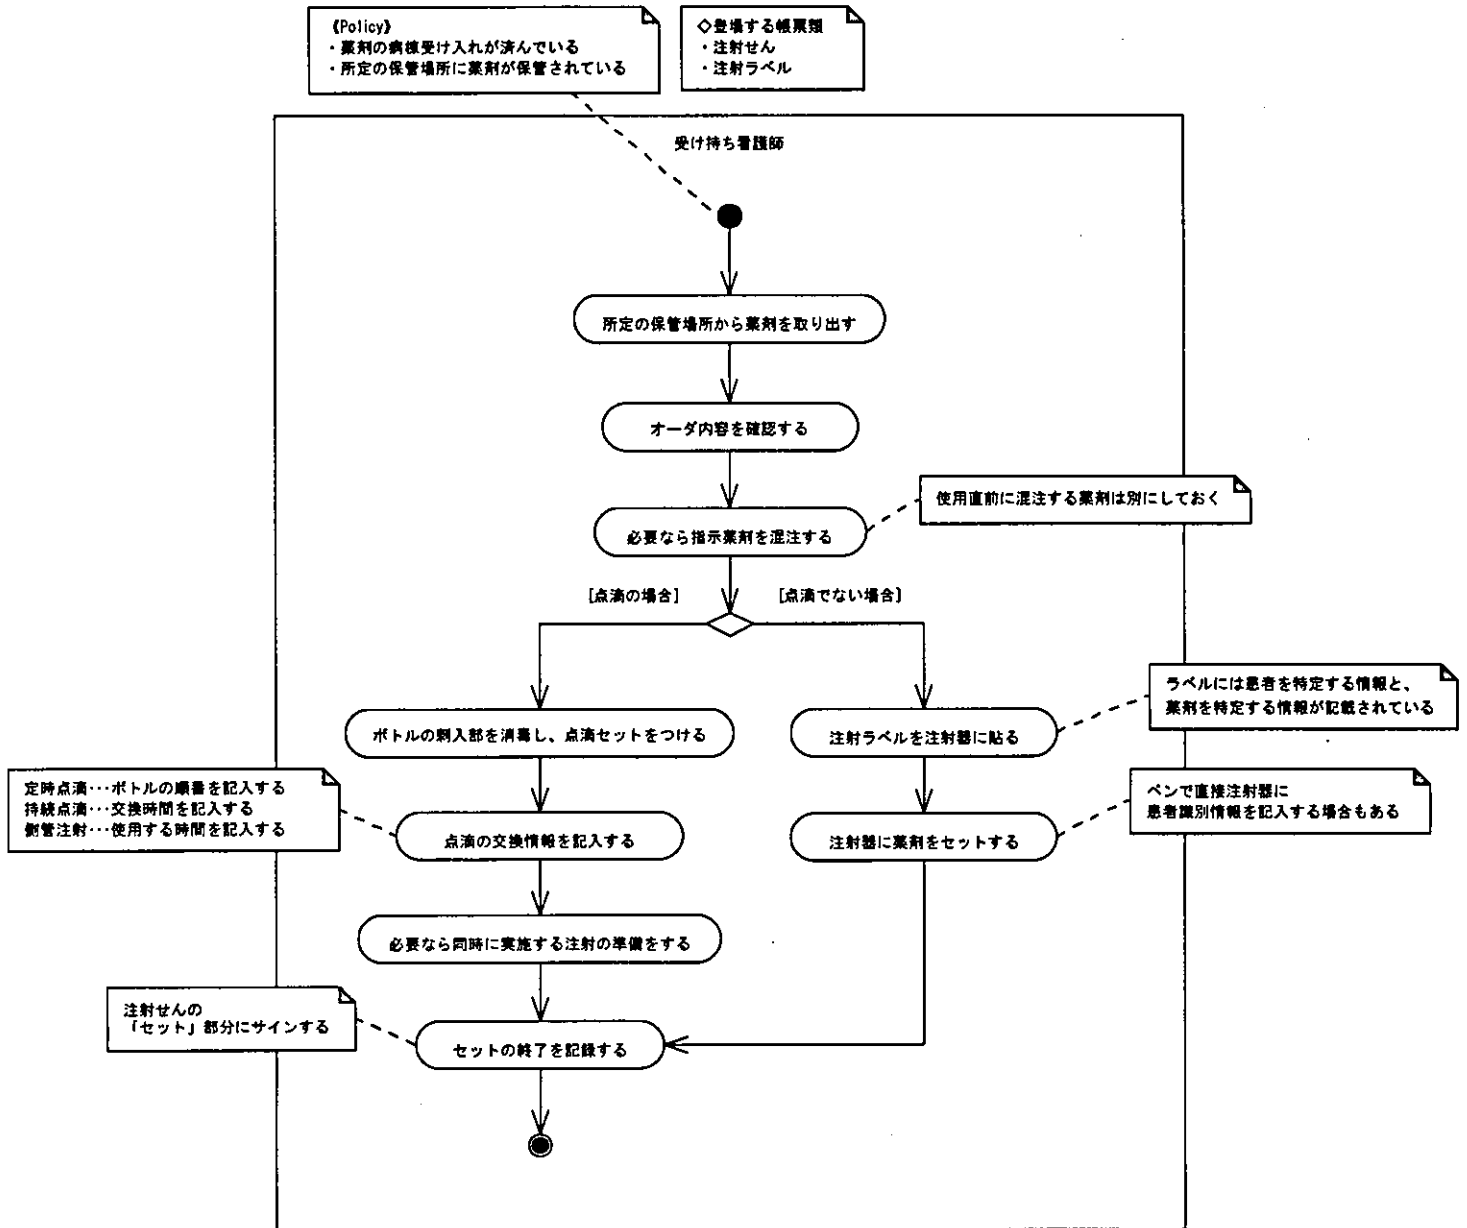 《Policy》
・薬剤の病棟受け入れが済んでいる
・所定の保管場所に薬剤が保管されている
◇登場する帳票類
・注射せん
・注射ラベル
受け持ち看護師
所定の保管場所から薬剤を取り出す
オーダ内容を確認する
使用直前に混注する薬剤は別にしておく
必要なら指示薬剤を混注する
[点滴の場合]
[点滴でない場合]
ラベルには患者を特定する情報と、
薬剤を特定する情報が記載されている
ボトルの刺入部を消毒し、点滴セットをつける
注射ラベルを注射器に貼る
定時点滴・・・ボトルの順番を記入する
持続点滴・・・交換時間を記入する
側管注射・・・使用する時間を記入する
ペンで直接注射器に
患者識別情報を記入する場合もある
点滴の交換情報を記入する
注射器に薬剤をセットする
必要なら同時に実施する注射の準備をする
注射せんの
「セット」部分にサインする
セットの終了を記録する